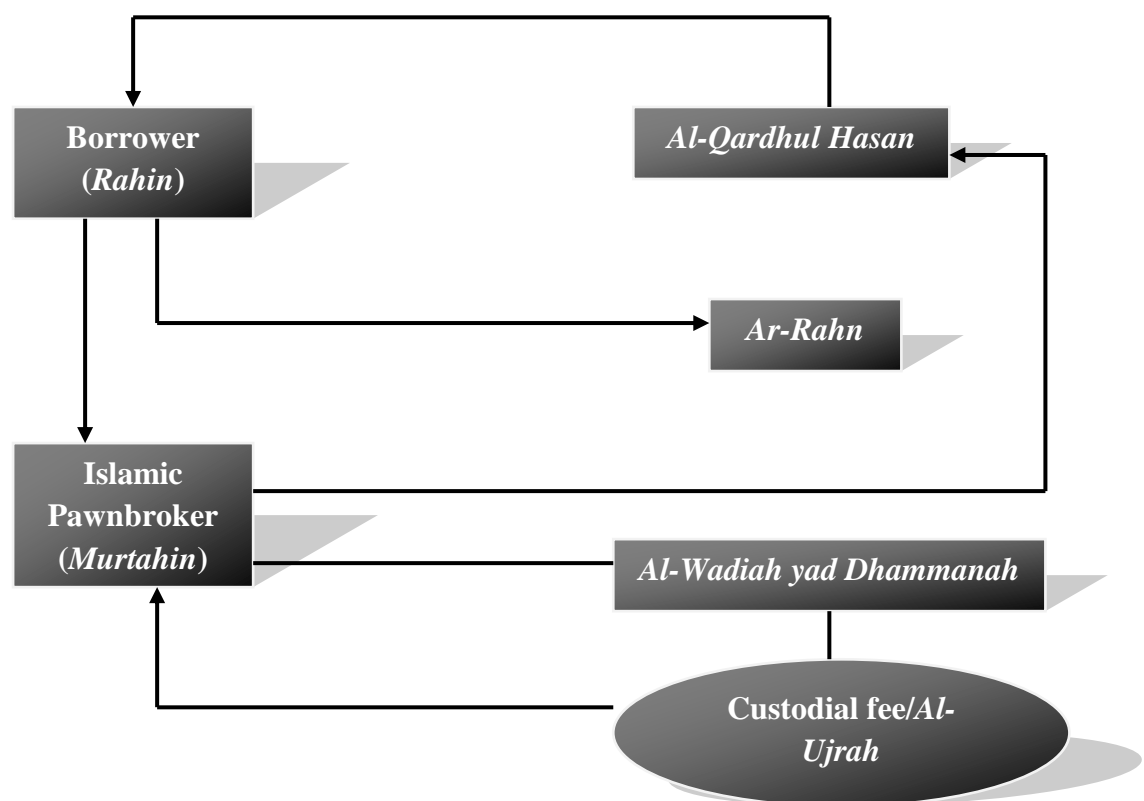 Borrower
(Rahin)
Al-Qardhul Hasan
Ar-Rahn
Islamic
Pawnbroker
(Murtahin)
Al-Wadiah yad Dhammanah
Custodial fee/Al-
Ujrah